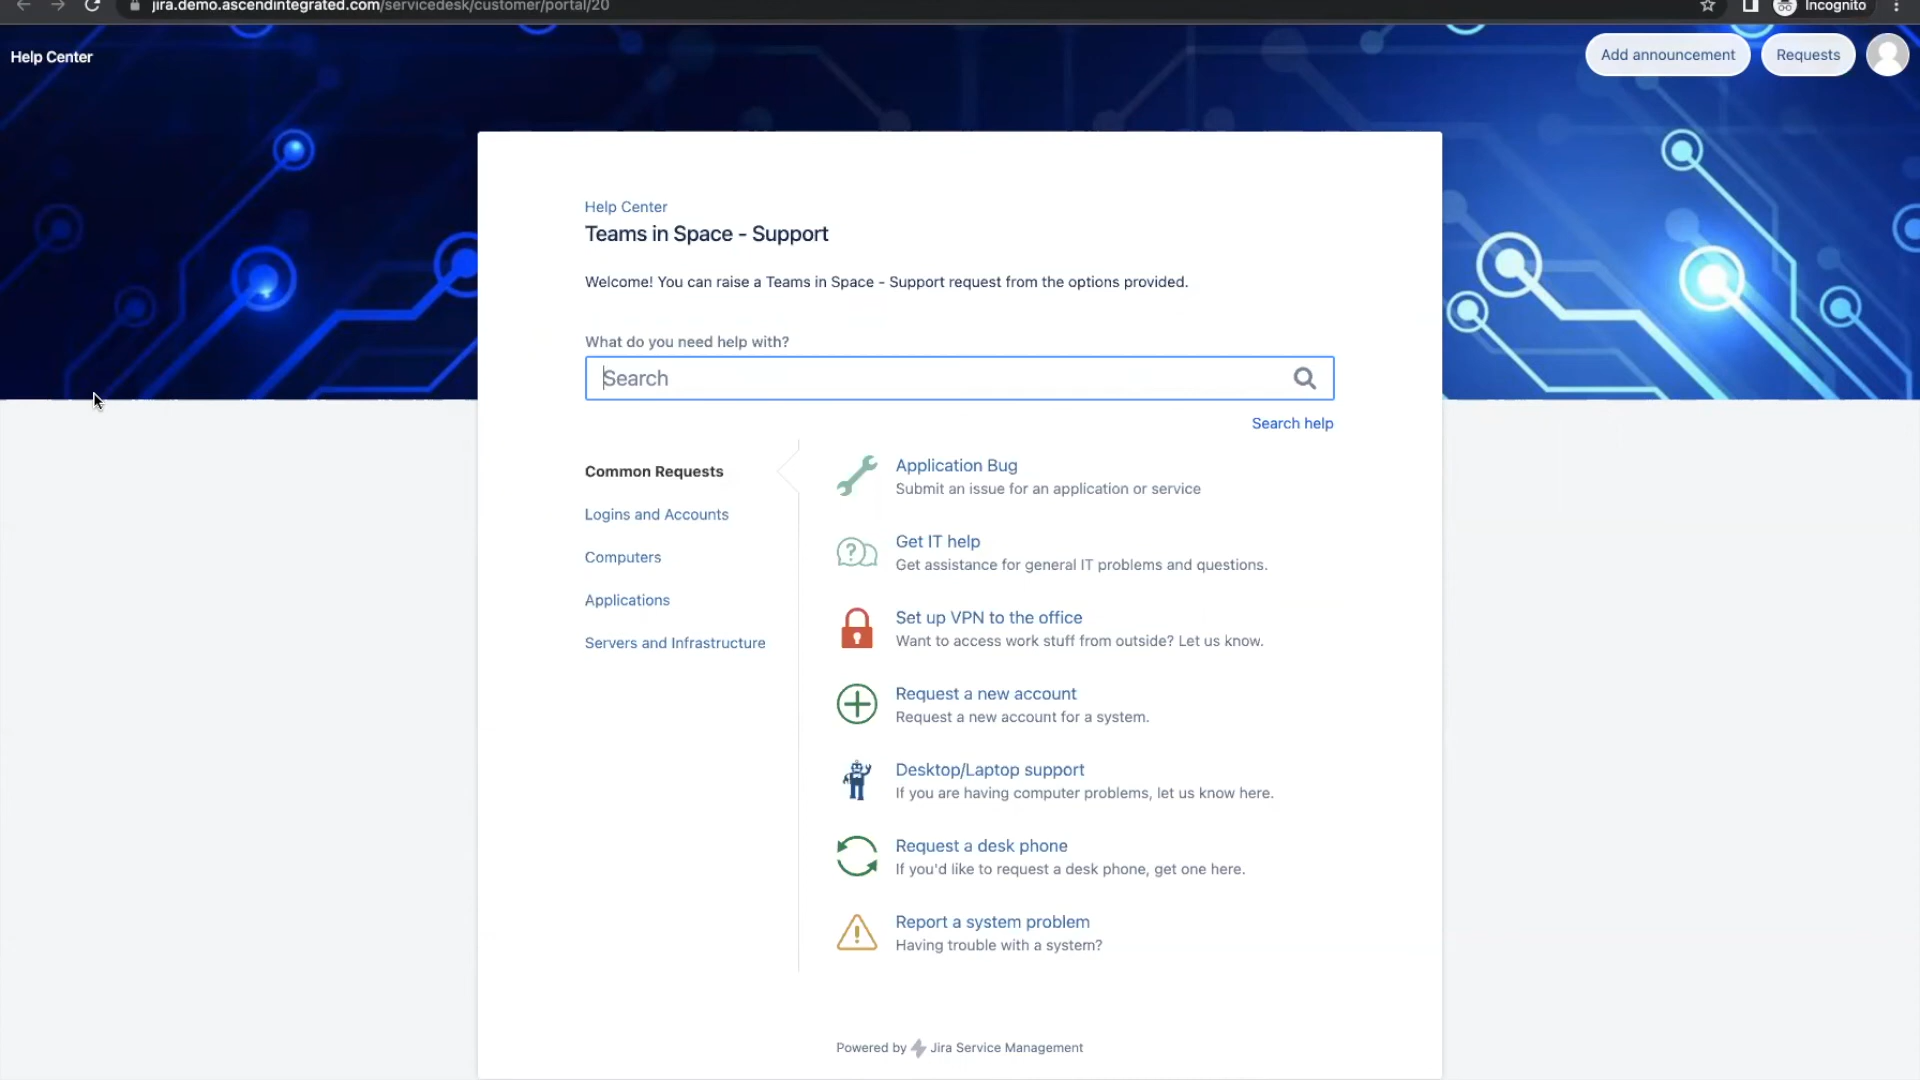 jira.demo.ascendintegrated.com/servicedesk/customer/portal/20
Incognito
Help Center
Add announcement
Requests
Help Center
Teams in Space - Support
Welcome! You can raise a Teams in Space - Support request from the options provided.
What do you need help with?
Search
Search help
Common Requests
Logins and Accounts
Computers
Applications
Servers and Infrastructure
Application Bug
Submit an issue for an application or service
Get IT help
Get assistance for general IT problems and questions.
Set up VPN to the office
Want to access work stuff from outside? Let us know.
Request a new account
Request a new account for a system.
Desktop/Laptop support
If you are having computer problems, let us know here.
Request a desk phone
If you'd like to request a desk phone, get one here.
Report a system problem
Having trouble with a system?
Powered by Jira Service Management